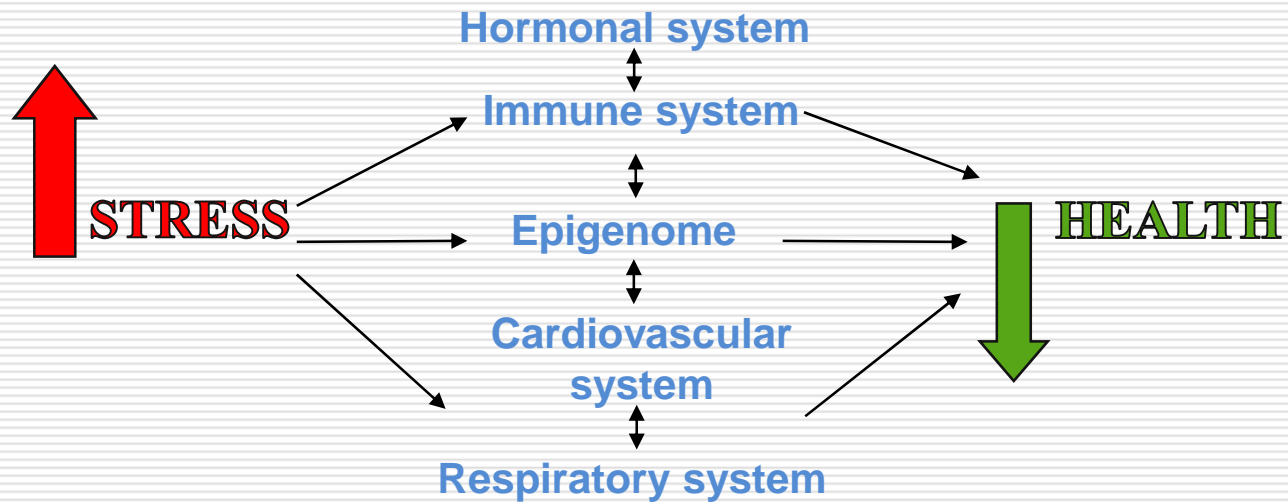 Hormonal system
Immune system
STRESS
HEALTH
Epigenome
Cardiovascular
system
Respiratory system